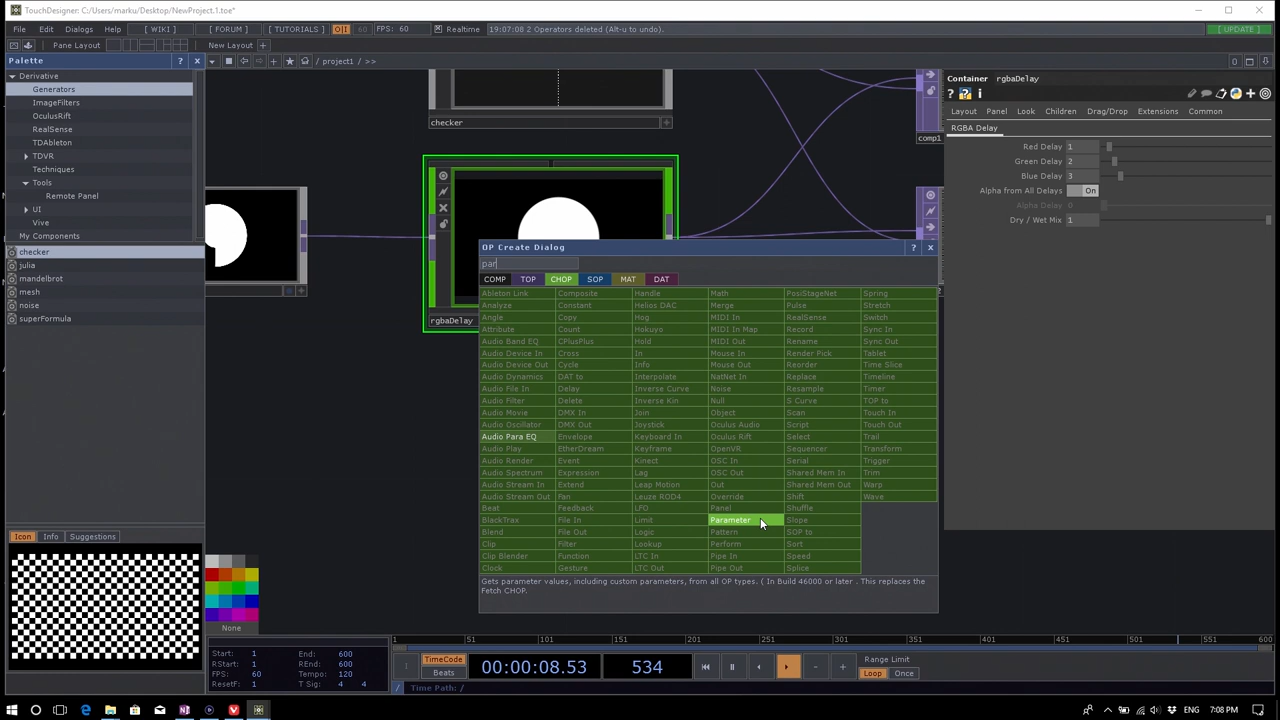 TouchDesigner: C:\Users\marku\Desktop\NewProject.1.toe*
File Edit Dialogs Help [ WIKI ] [ FORUM ] [ TUTORIALS ] O|I 60 FPS: 60 Realtime 19:07:08 2 Operators deleted (Alt-u to undo). [ UPDATE ]
Pane Layout New Layout +
Palette ? x / project1 / >> 0
Derivative
Generators
ImageFilters
OculusRift
RealSense
TDAbleton
TDVR
Techniques
Tools
Remote Panel
UI
Vive
My Components
checker
julia
mandelbrot
mesh
noise
superFormula
Icon Info Suggestions
None
checker
rgbaDelay
comp1
Container rgbaDelay
? ? i
Layout Panel Look Children Drag/Drop Extensions Common
RGBA Delay
Red Delay 1
Green Delay 2
Blue Delay 3
Alpha from All Delays On
Alpha Delay 0
Dry / Wet Mix 1
OP Create Dialog ? x
par
COMP TOP CHOP SOP MAT DAT
Ableton Link Composite Handle Math PosiStageNet Spring
Analyze Constant Helios DAC Merge Pulse Stretch
Angle Copy Hog MIDI In RealSense Switch
Attribute Count Hokuyo MIDI In Map Record Sync In
Audio Band EQ CPlusPlus Hold MIDI Out Rename Sync Out
Audio Device In Cross In Mouse In Render Pick Tablet
Audio Device Out Cycle Info Mouse Out Reorder Time Slice
Audio Dynamics DAT to Interpolate NatNet In Replace Timeline
Audio File In Delay Inverse Curve Noise Resample Timer
Audio Filter Delete Inverse Kin Null S Curve TOP to
Audio Movie DMX In Join Object Scan Touch In
Audio Oscillator DMX Out Joystick Oculus Audio Script Touch Out
Audio Para EQ Envelope Keyboard In Oculus Rift Select Trail
Audio Play EtherDream Keyframe OpenVR Sequencer Transform
Audio Render Event Kinect OSC In Serial Trigger
Audio Spectrum Expression Lag OSC Out Shared Mem In Trim
Audio Stream In Extend Leap Motion Out Shared Mem Out Warp
Audio Stream Out Fan Leuze ROD4 Override Shift Wave
Beat Feedback LFO Panel Shuffle
BlackTrax File In Limit Parameter Slope
Blend File Out Logic Pattern SOP to
Clip Filter Lookup Perform Sort
Clip Blender Function LTC In Pipe In Speed
Clock Gesture LTC Out Pipe Out Splice
Gets parameter values, including custom parameters, from all OP types. ( In Build 46000 or later . This replaces the
Fetch CHOP.
1 51 101 151 201 251 301 351 401 451 501 551 600
Start: 1 End: 600
RStart: 1 REnd: 600
FPS: 60 Tempo: 120
ResetF: 1 T Sig: 4 4
TimeCode
Beats
00:00:08.53 534
- +
Range Limit
Loop Once
/ Time Path: /
7:08 PM